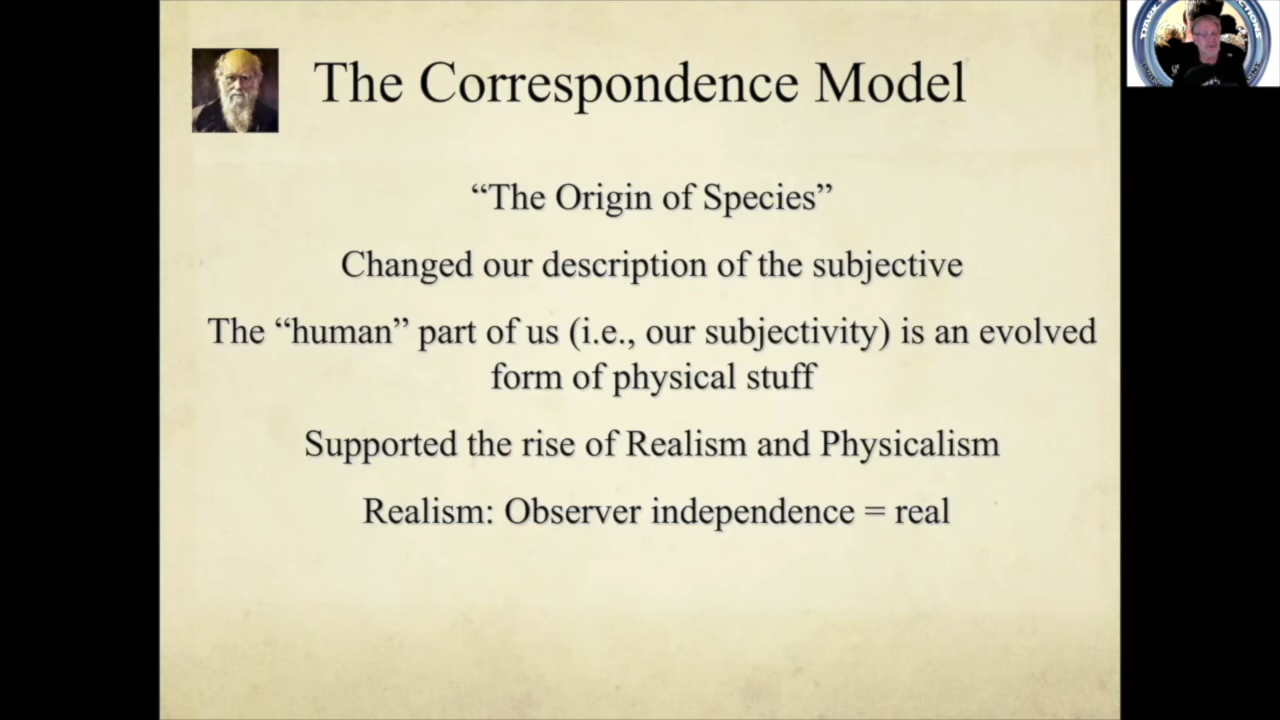 The Correspondence Model
“The Origin of Species”
Changed our description of the subjective
The “human” part of us (i.e., our subjectivity) is an evolved
form of physical stuff
Supported the rise of Realism and Physicalism
Realism: Observer independence = real